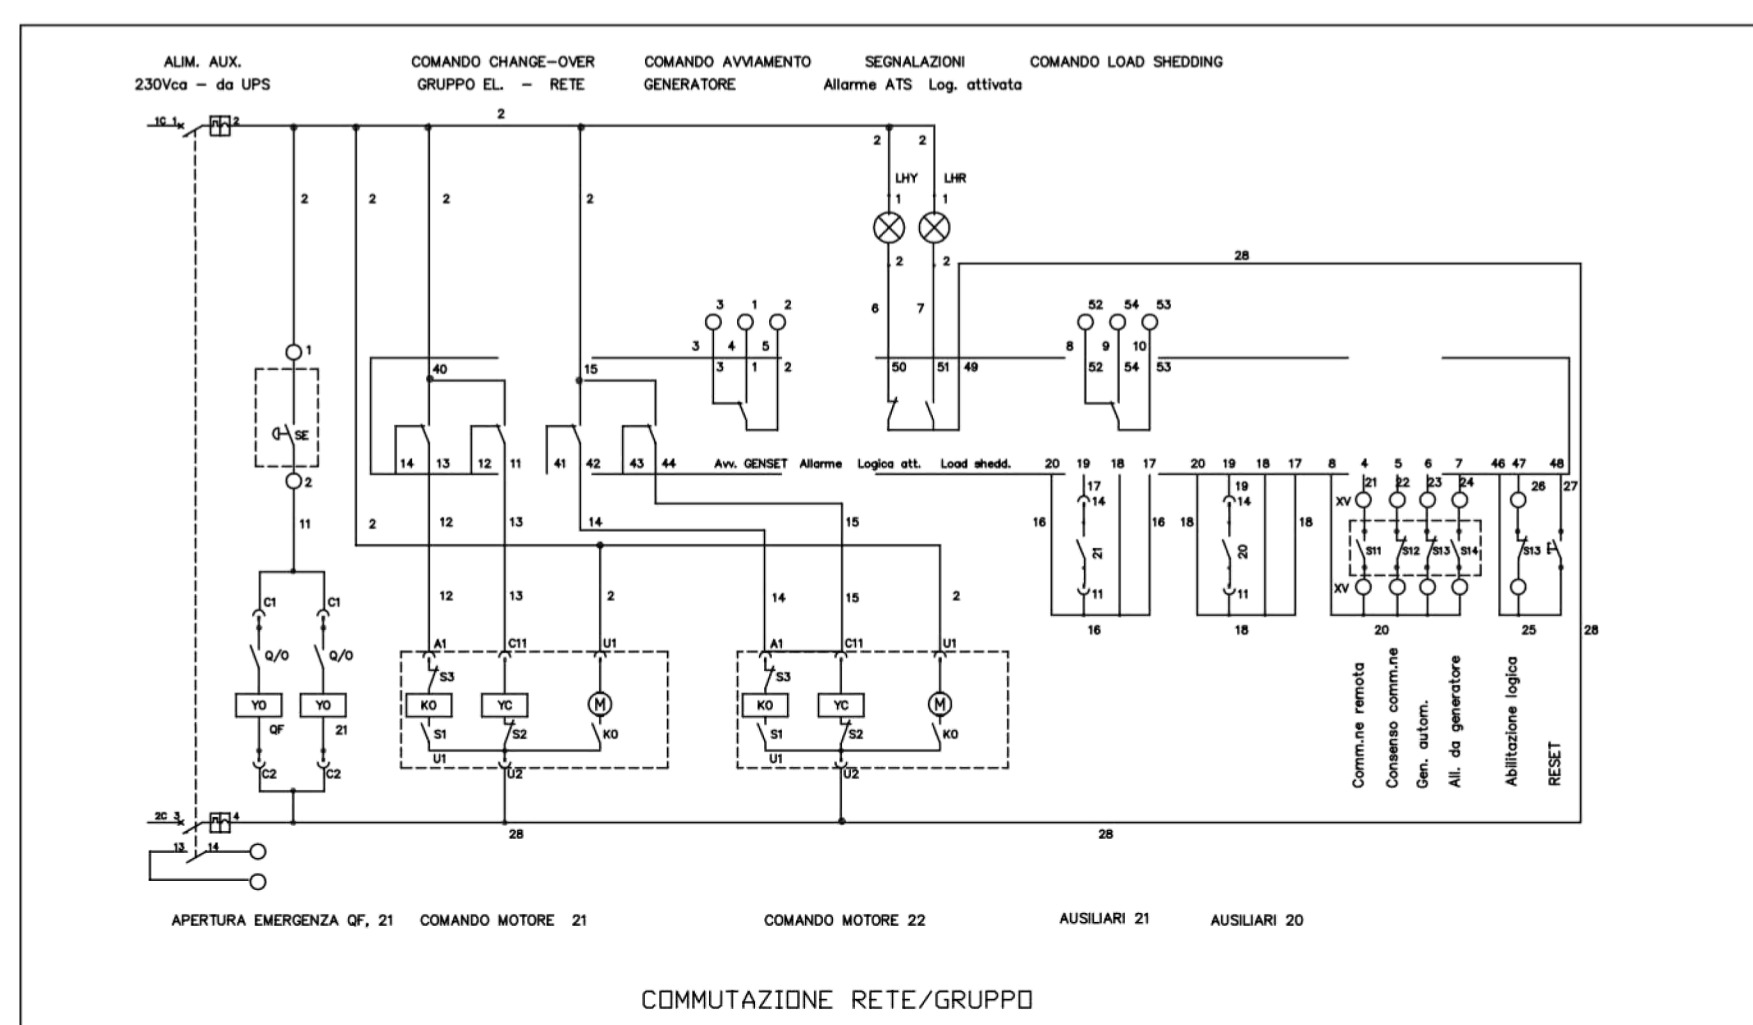 ALIM. AUX. COMANDO CHANGE-OVER COMANDO AVVIAMENTO SEGNALAZIONI COMANDO LOAD SHEDDING
230Vca - da UPS GRUPPO EL. - RETE GENERATORE Allarme ATS Log. attivata
2
1C 1 2
2 2
LHY LHR
2 2 2 2 1 1
2 2
28
3 1 2 52 54 53
6 7
3 4 5 8 9 10
1 40 15 3 1 2 50 51 49 52 54 53
SE
14 13 12 11 41 42 43 44 Avv. GENSET Allarme Logica att. Load shedd. 20 19 18 17 20 19 18 17 8 4 5 6 7 46 47 48
2 17 19 21 22 23 24 26 27
14 14 XV
11 2 12 13 14 15 16 16 18 18
21 20 S11 S12 S13 S14 S13
12 13 2 14 15 2 11 11 XV
C1 C1
16 18 20 25 28
A1 C11 U1 A1 C11 U1
Q/O Q/O
S3 S3
YO YO KO YC M KO YC M
QF 21 S1 S2 KO S1 S2 KO
U1 U1
C2 C2 U2 U2
Comm.ne remota
Consenso comm.ne
Gen. autom.
All. da generatore
Abilitazione logica
RESET
2C 3 4
28 28
13 14
APERTURA EMERGENZA QF, 21 COMANDO MOTORE 21 COMANDO MOTORE 22 AUSILIARI 21 AUSILIARI 20
COMMUTAZIONE RETE/GRUPPO